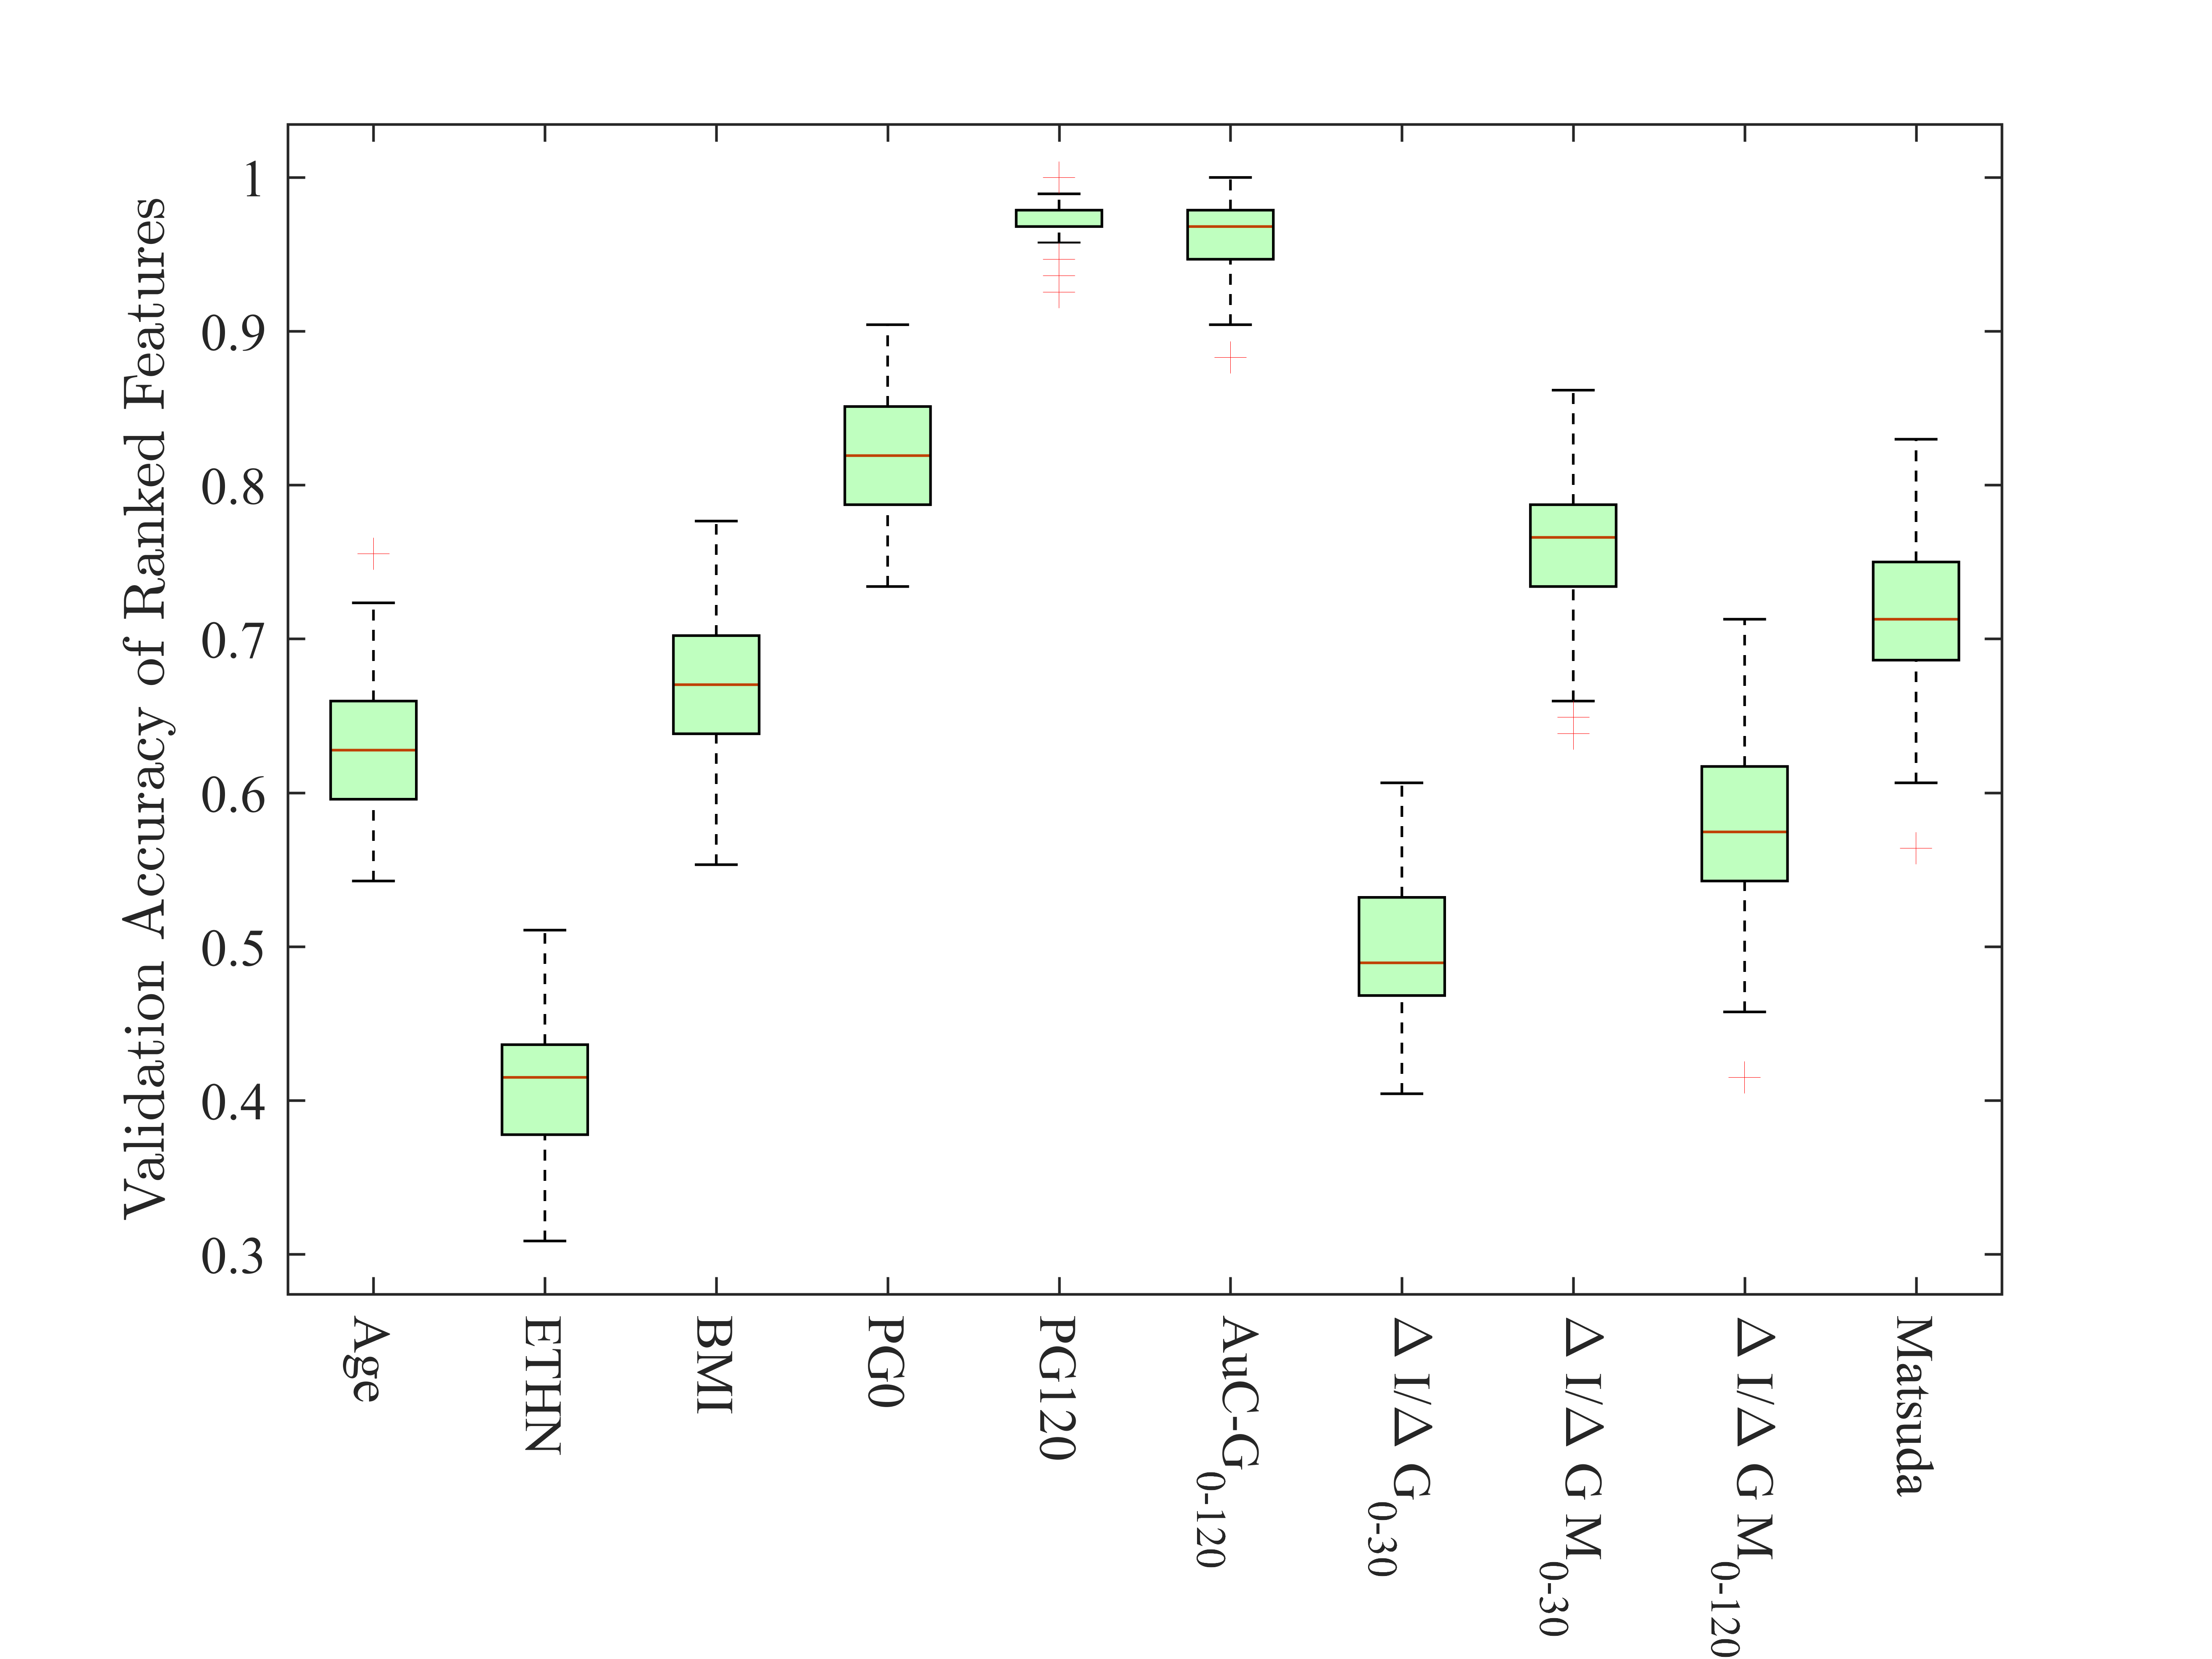 Validation Accuracy of Ranked Features
1
0.9
0.8
0.7
0.6
0.5
0.4
0.3
Age
ETHN
BMI
PG0
PG120
AuC-G0-120
Δ I/Δ G0-30
Δ I/Δ G M0-30
Δ I/Δ G M0-120
Matsuda